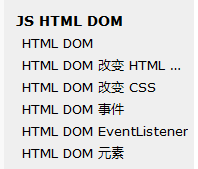 JS HTML DOM
HTML DOM
HTML DOM 改变 HTML ...
HTML DOM 改变 CSS
HTML DOM 事件
HTML DOM EventListener
HTML DOM 元素